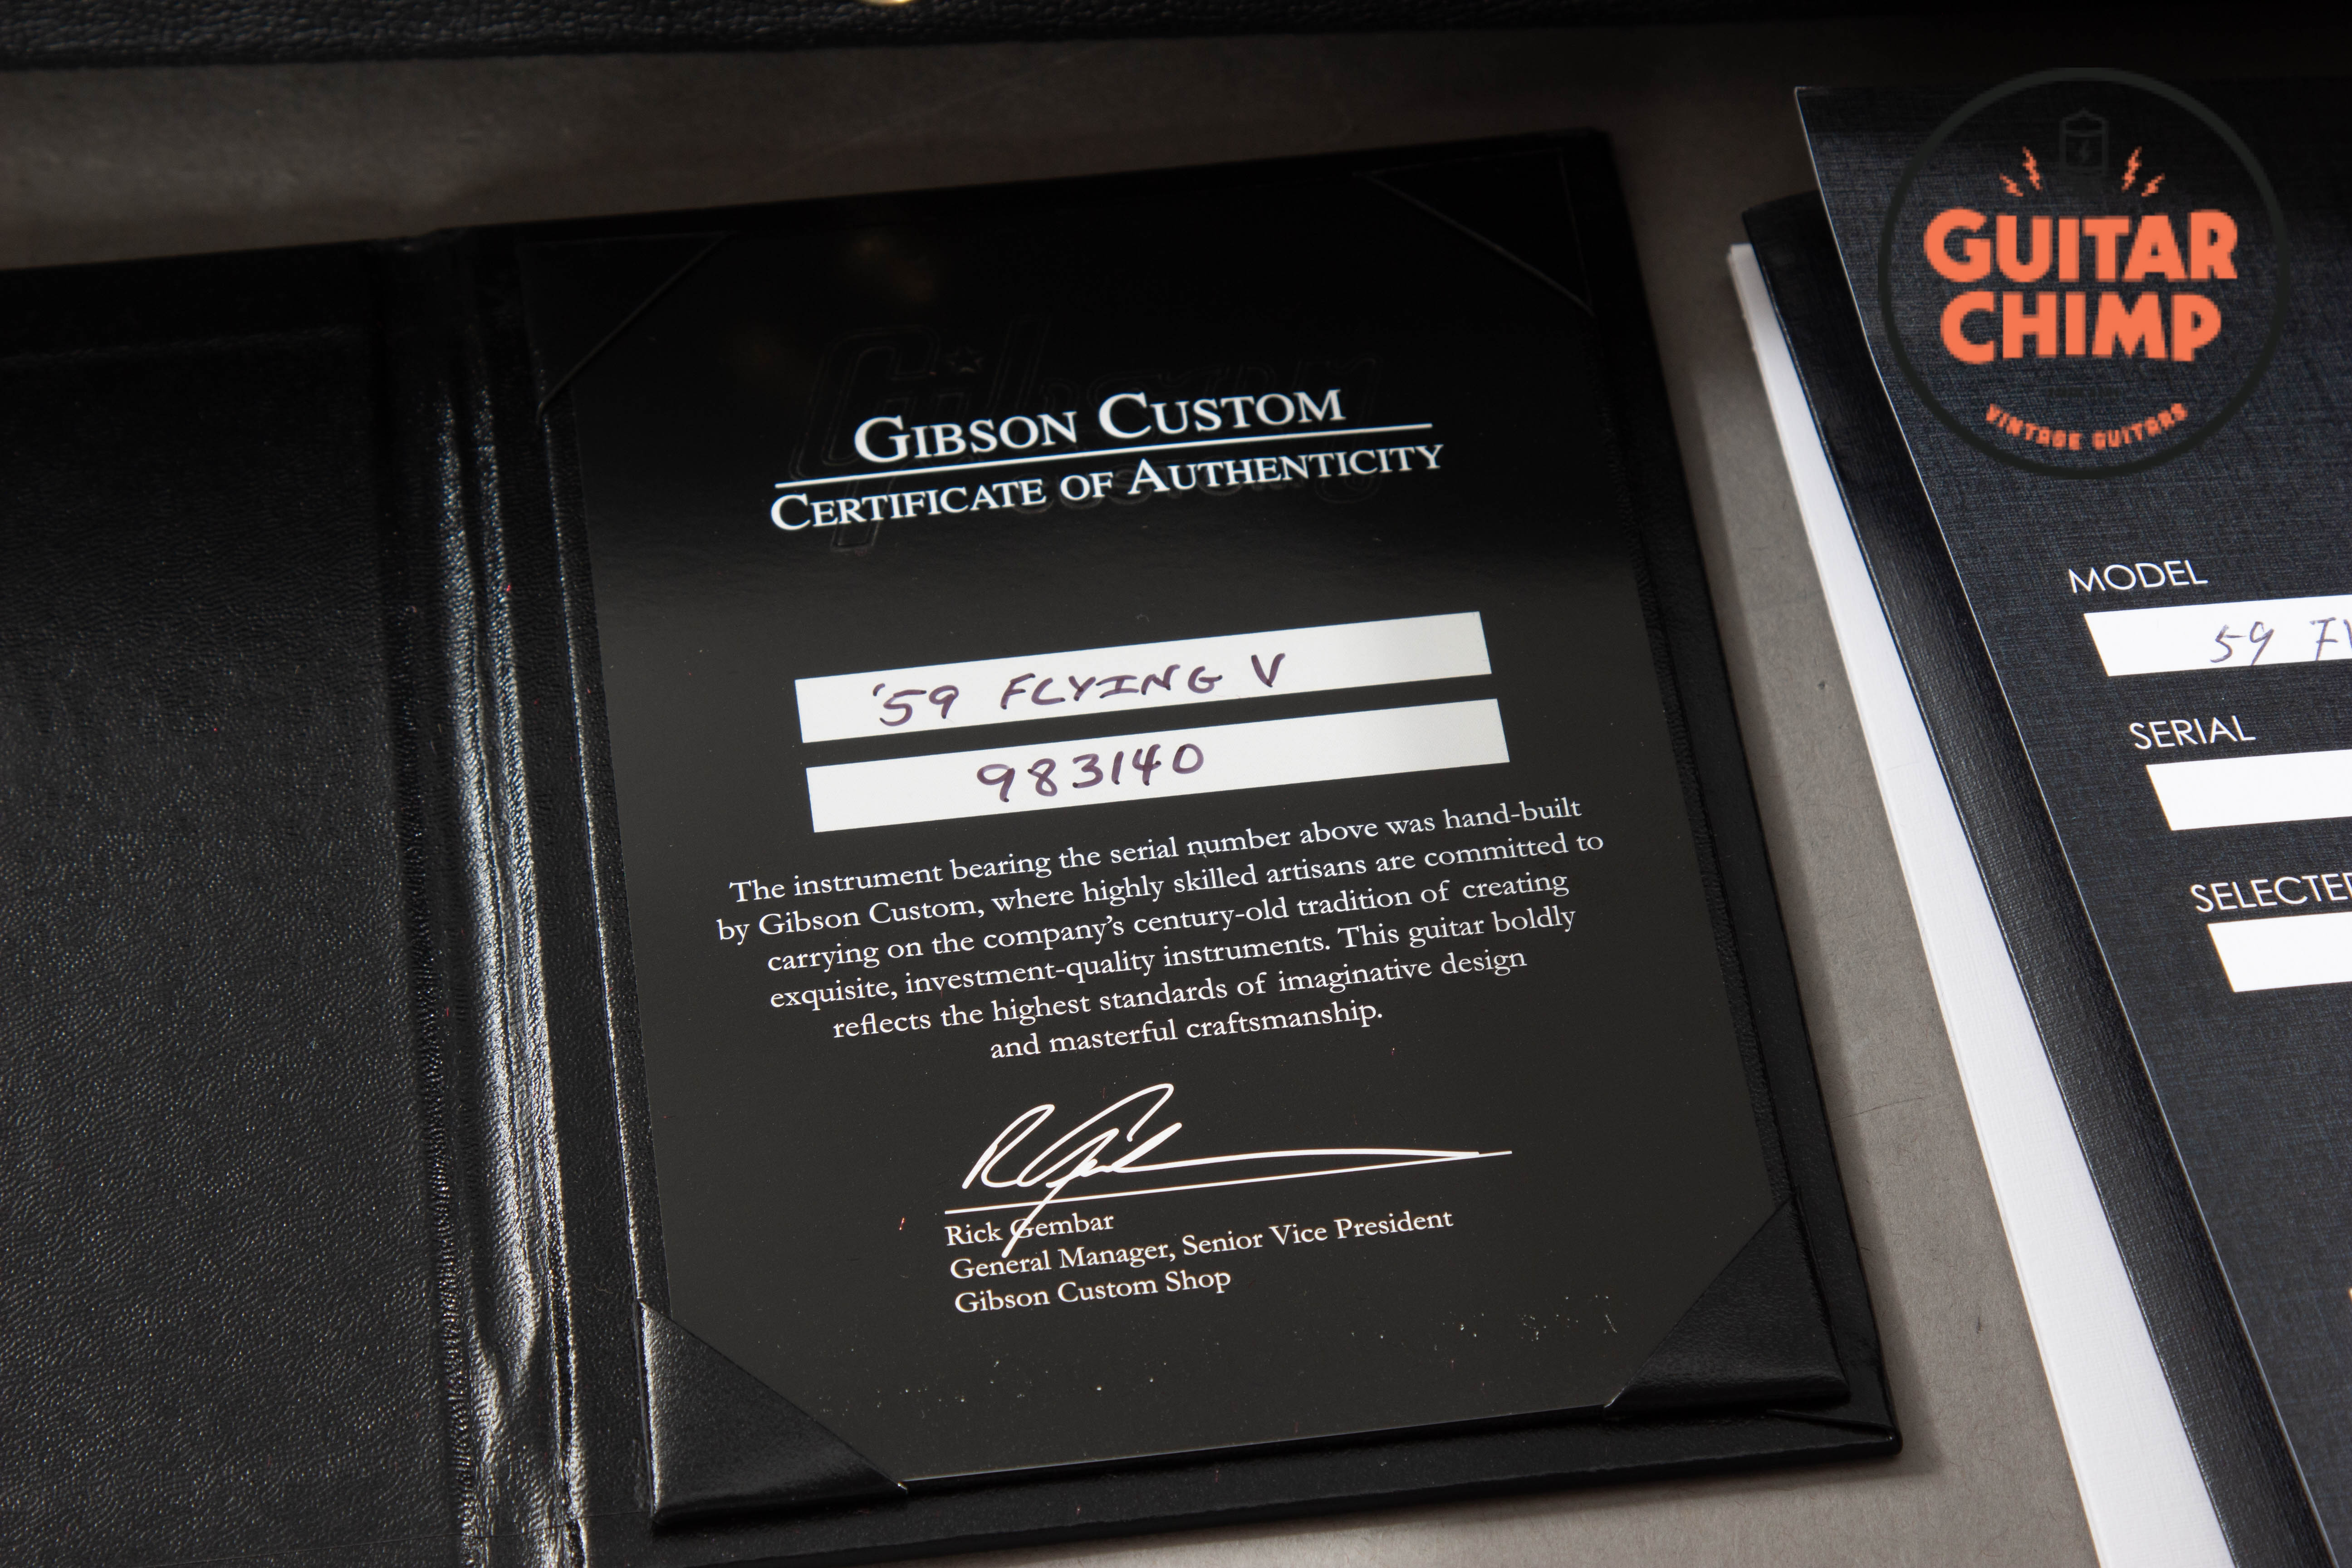 GIBSON CUSTOM
CERTIFICATE OF AUTHENTICITY
'59 FLYING V
983140
The instrument bearing the serial number above was hand-built
by Gibson Custom, where highly skilled artisans are committed to
carrying on the company's century-old tradition of creating
exquisite, investment-quality instruments. This guitar boldly
reflects the highest standards of imaginative design
and masterful craftsmanship.
Rick Gembar
General Manager, Senior Vice President
Gibson Custom Shop
GUITAR
CHIMP
VINTAGE GUITARS
MODEL
59
SERIAL